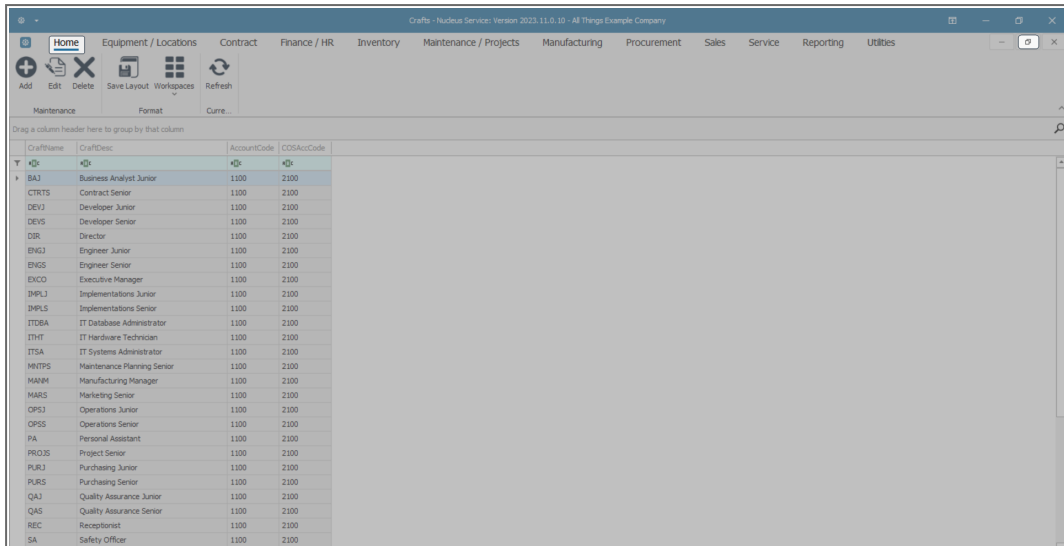 Crafts - Nucleus Service: Version 2023.11.0.10 - All Things Example Company
Home Equipment / Locations Contract Finance / HR Inventory Maintenance / Projects Manufacturing Procurement Sales Service Reporting Utilities
Add Edit Delete Save Layout Workspaces Refresh
Maintenance Format Curre...
Drag a column header here to group by that column
CraftName CraftDesc AccountCode COSAccCode
BAJ Business Analyst Junior 1100 2100
CTRTS Contract Senior 1100 2100
DEVJ Developer Junior 1100 2100
DEVS Developer Senior 1100 2100
DIR Director 1100 2100
ENGJ Engineer Junior 1100 2100
ENGS Engineer Senior 1100 2100
EXCO Executive Manager 1100 2100
IMPLJ Implementations Junior 1100 2100
IMPLS Implementations Senior 1100 2100
ITDBA IT Database Administrator 1100 2100
ITHT IT Hardware Technician 1100 2100
ITSA IT Systems Administrator 1100 2100
MNTPS Maintenance Planning Senior 1100 2100
MANM Manufacturing Manager 1100 2100
MARS Marketing Senior 1100 2100
OPSJ Operations Junior 1100 2100
OPSS Operations Senior 1100 2100
PA Personal Assistant 1100 2100
PROJS Project Senior 1100 2100
PURJ Purchasing Junior 1100 2100
PURS Purchasing Senior 1100 2100
QAJ Quality Assurance Junior 1100 2100
QAS Quality Assurance Senior 1100 2100
REC Receptionist 1100 2100
SA Safety Officer 1100 2100